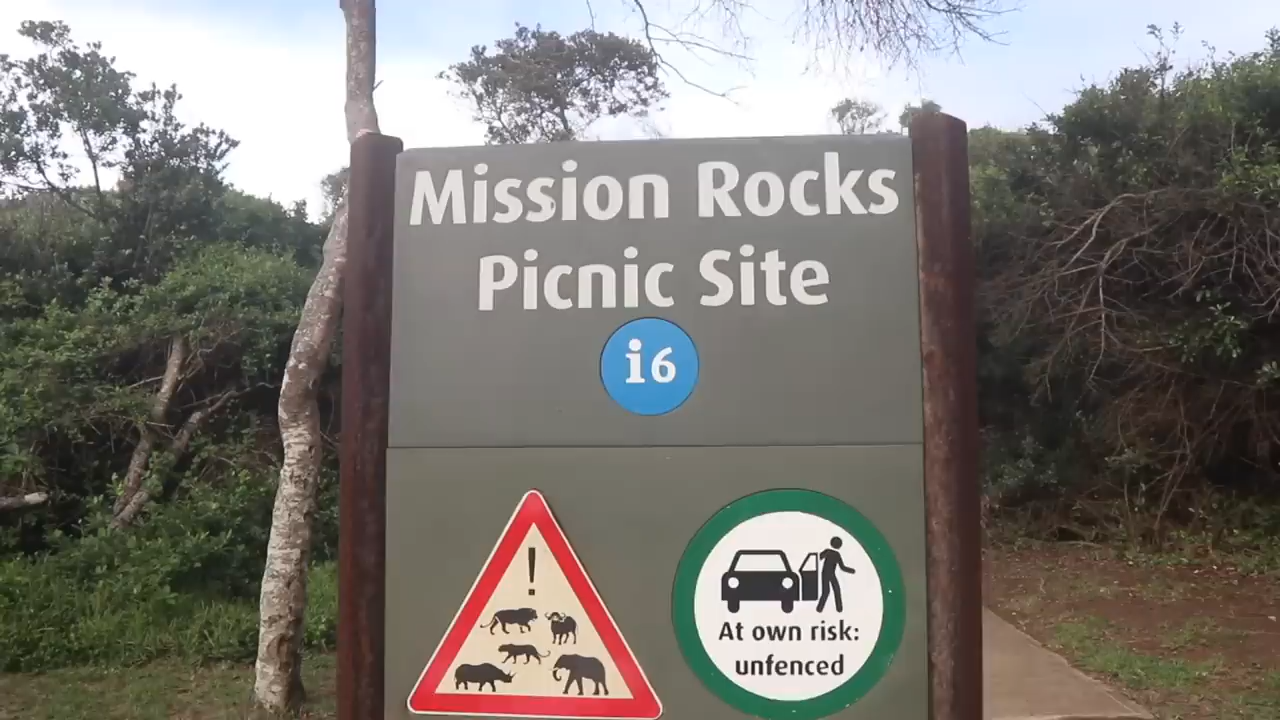 Mission Rocks
Picnic Site
i6
!
At own risk:
unfenced